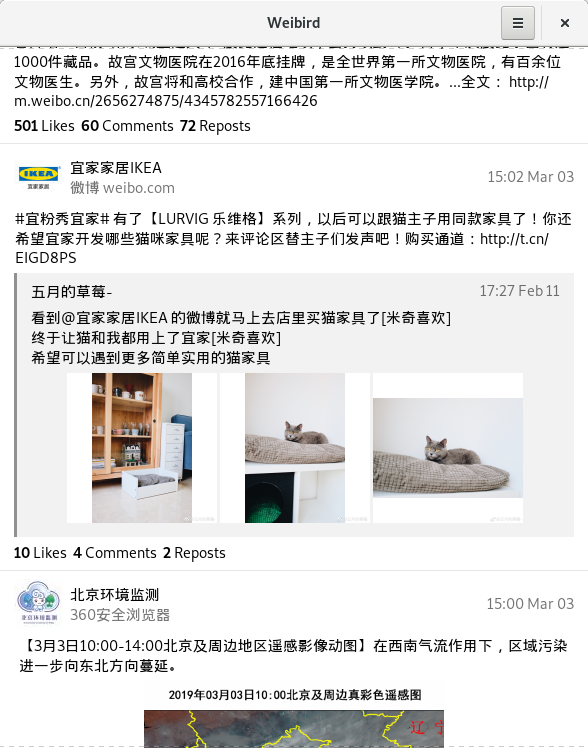 Weibird
1000件藏品。故宫文物医院在2016年底挂牌，是全世界第一所文物医院，有百余位
文物医生。另外，故宫将和高校合作，建中国第一所文物医学院。...全文： http://
m.weibo.cn/2656274875/4345782557166426
501 Likes 60 Comments 72 Reposts
IKEA
宜家家居
宜家家居IKEA
15:02 Mar 03
微博 weibo.com
#宜粉秀宜家# 有了【LURVIG 乐维格】系列，以后可以跟猫主子用同款家具了！你还
希望宜家开发哪些猫咪家具呢？来评论区替主子们发声吧！购买通道：http://t.cn/
EIGD8PS
五月的草莓-
17:27 Feb 11
看到@宜家家居IKEA 的微博就马上去店里买猫家具了[米奇喜欢]
终于让猫和我都用上了宜家[米奇喜欢]
希望可以遇到更多简单实用的猫家具
10 Likes 4 Comments 2 Reposts
北京环境监测
北京环境监测
15:00 Mar 03
360安全浏览器
【3月3日10:00-14:00北京及周边地区遥感影像动图】在西南气流作用下，区域污染
进一步向东北方向蔓延。
2019年03月03日10:00北京及周边真彩色遥感图
辽宁